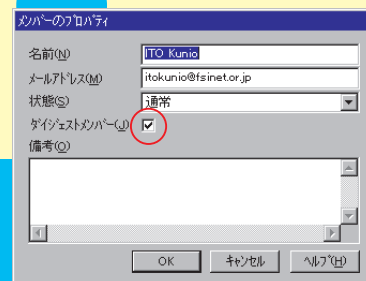 ﾒﾝﾊﾞｰのﾌﾟﾛﾊﾟﾃｨ
名前(N)
ITO Kunio
ﾒｰﾙｱﾄﾞﾚｽ(M)
itokunio@fsinet.or.jp
状態(S)
通常
ﾀﾞｲｼﾞｪｽﾄﾒﾝﾊﾞｰ(J)
備考(O)
OK
ｷｬﾝｾﾙ
ﾍﾙﾌﾟ(H)